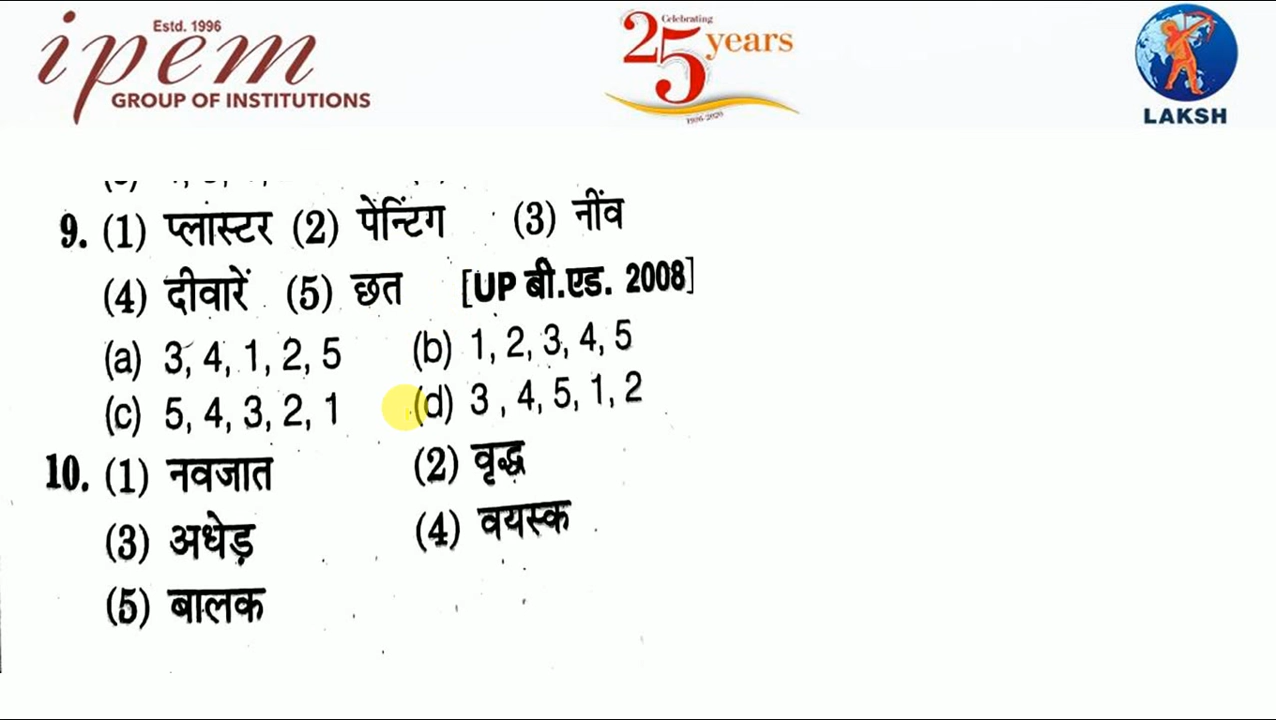 Estd. 1996
ipem
GROUP OF INSTITUTIONS
Celebrating
25 years
1996-2020
LAKSH
9. (1) प्लास्टर (2) पेन्टिंग (3) नींव
(4) दीवारें (5) छत [UP बी.एड. 2008]
(a) 3, 4, 1, 2, 5 (b) 1, 2, 3, 4, 5
(c) 5, 4, 3, 2, 1 (d) 3 , 4, 5, 1, 2
10. (1) नवजात (2) वृद्ध
(3) अधेड़ (4) वयस्क
(5) बालक